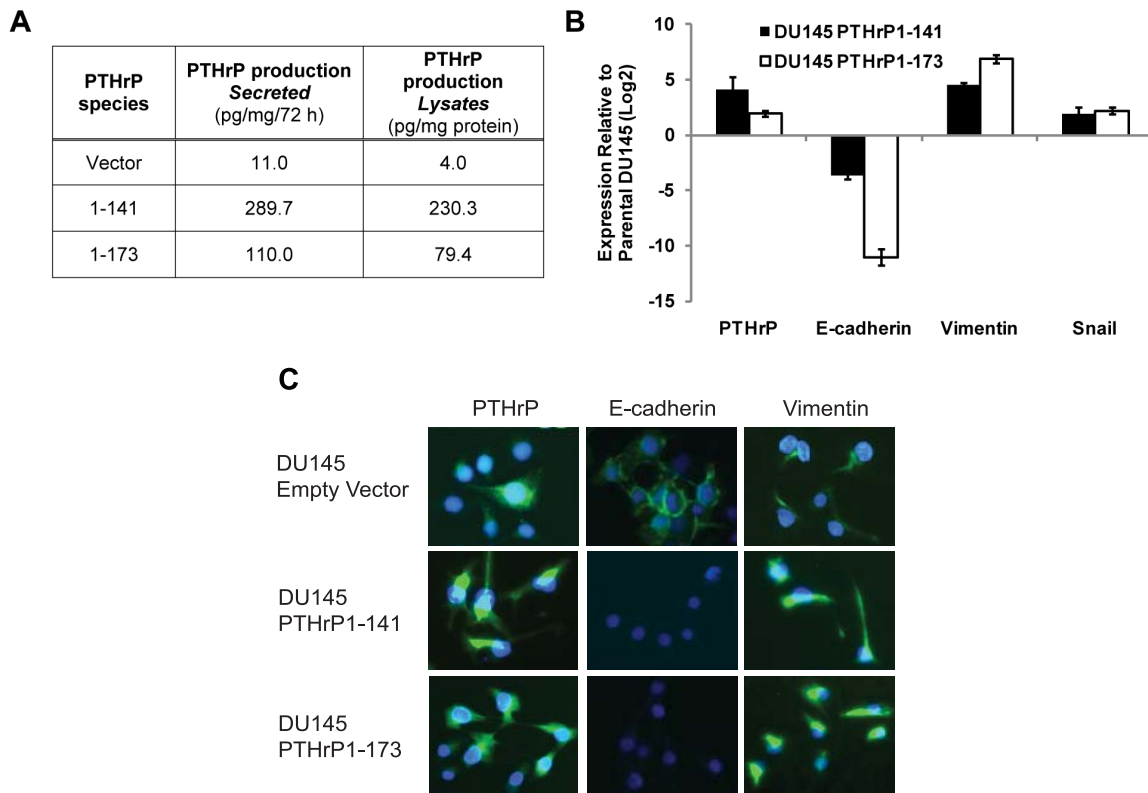 A
PTHrP species
PTHrP production Secreted (pg/mg/72 h)
PTHrP production Lysates (pg/mg protein)
Vector 11.0 4.0
1-141 289.7 230.3
1-173 110.0 79.4
B
DU145 PTHrP1-141
DU145 PTHrP1-173
Expression Relative to
Parental DU145 (Log2)
10
5
0
-5
-10
-15
PTHrP E-cadherin Vimentin Snail
C
PTHrP E-cadherin Vimentin
DU145
Empty Vector
DU145
PTHrP1-141
DU145
PTHrP1-173